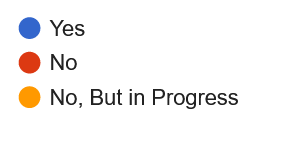 Yes
No
No, But in Progress